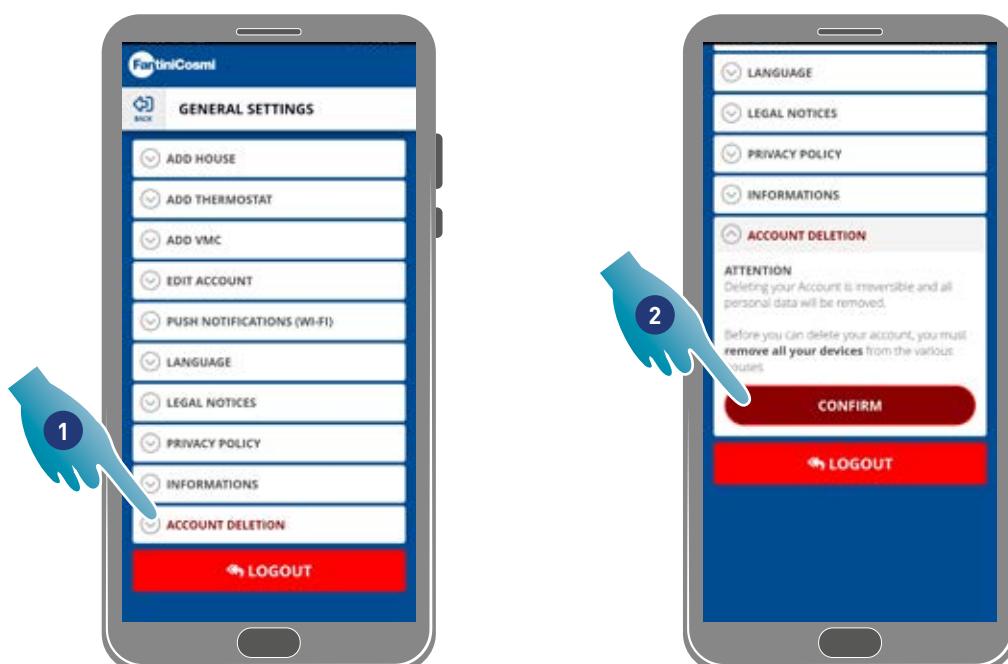 FantiniCosmi
BACK
GENERAL SETTINGS
ADD HOUSE
ADD THERMOSTAT
ADD VMC
EDIT ACCOUNT
PUSH NOTIFICATIONS (WI-FI)
LANGUAGE
LEGAL NOTICES
PRIVACY POLICY
INFORMATIONS
ACCOUNT DELETION
LOGOUT
1
LANGUAGE
LEGAL NOTICES
PRIVACY POLICY
INFORMATIONS
ACCOUNT DELETION
ATTENTION
Deleting your Account is irreversible and all
personal data will be removed.
Before you can delete your account, you must
remove all your devices from the various
houses
CONFIRM
LOGOUT
2